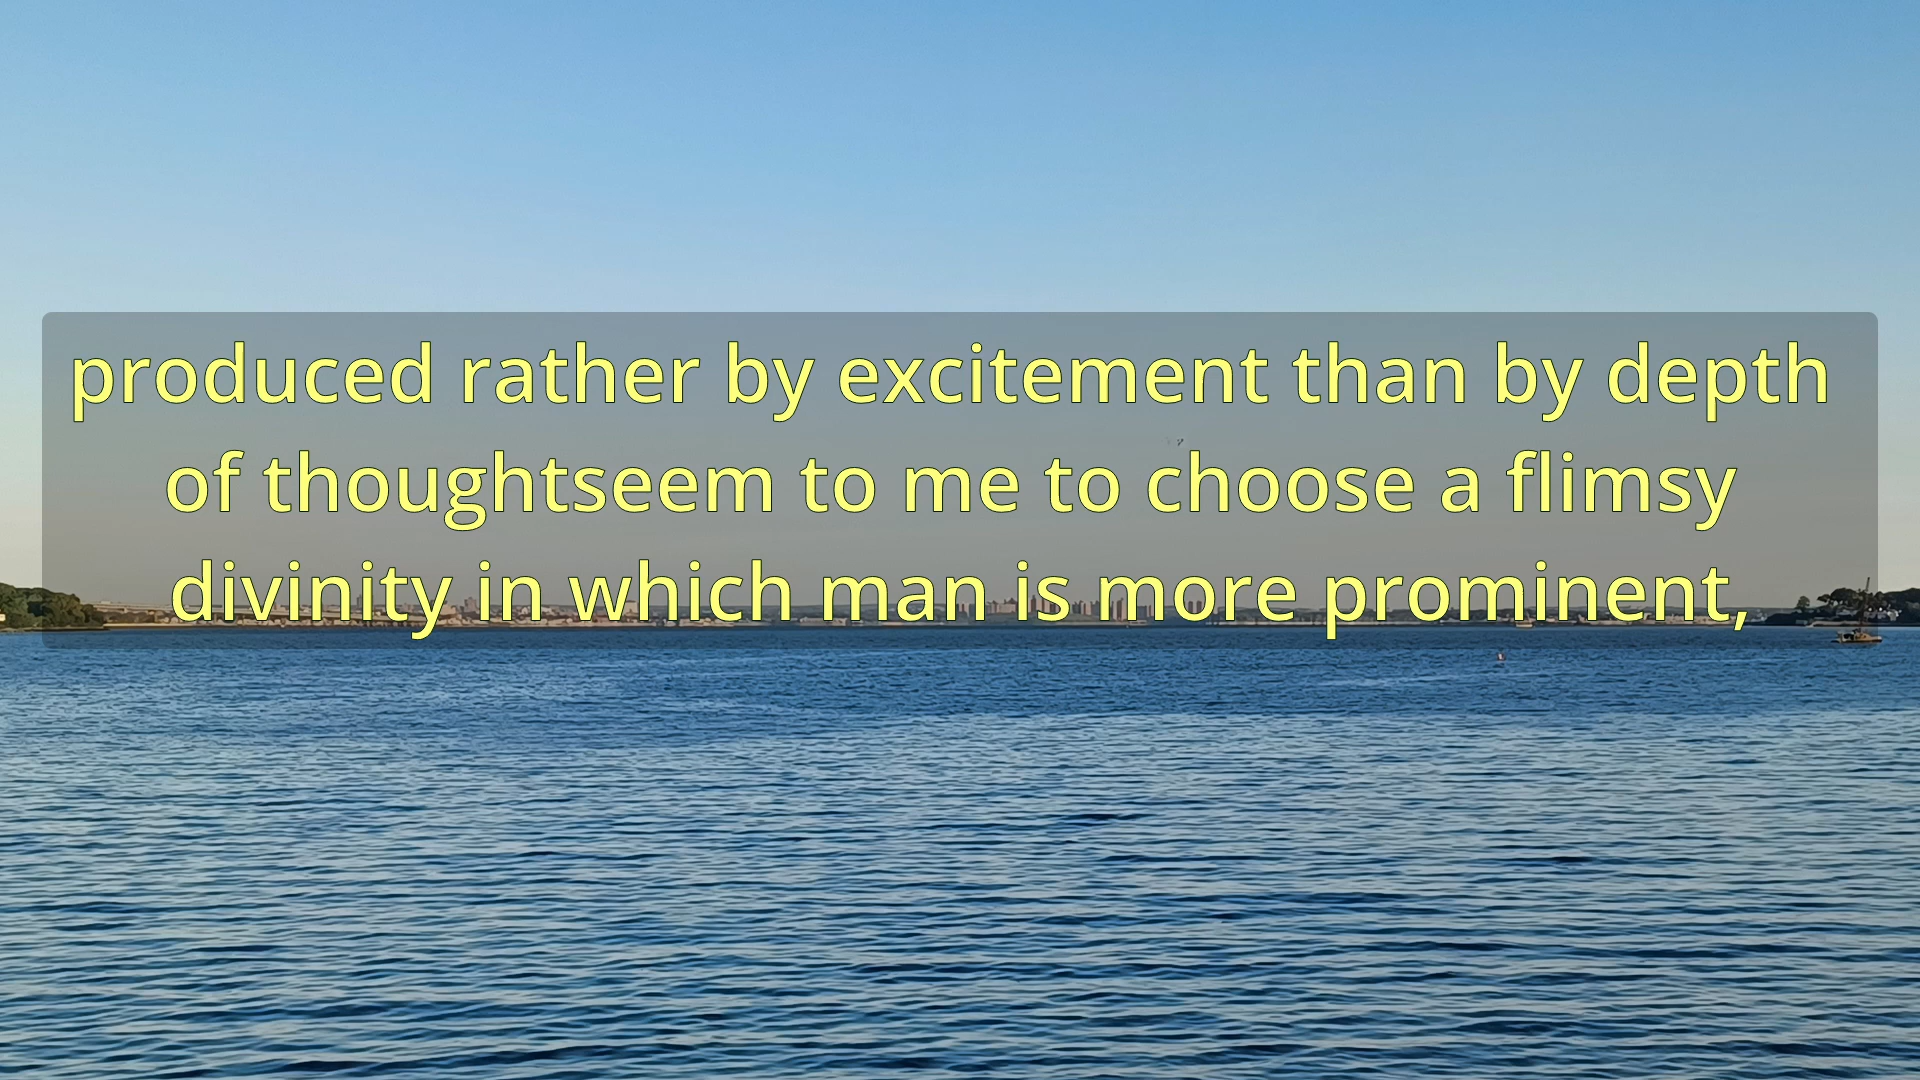 produced rather by excitement than by depth
of thoughtseem to me to choose a flimsy
divinity in which man is more prominent,